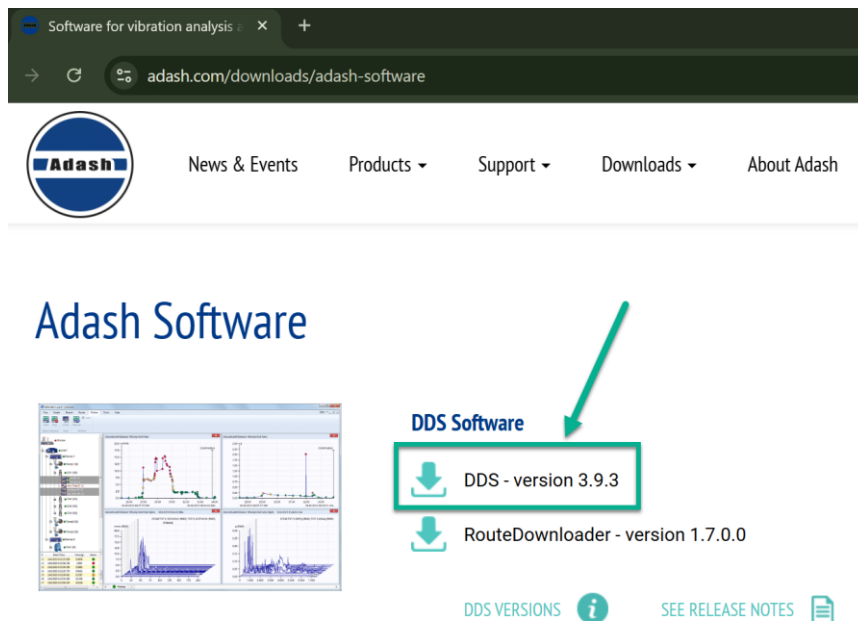 Software for vibration analysis a
adash.com/downloads/adash-software
Adash
News & Events
Products
Support
Downloads
About Adash
Adash Software
DDS Software
DDS - version 3.9.3
RouteDownloader - version 1.7.0.0
DDS VERSIONS
SEE RELEASE NOTES